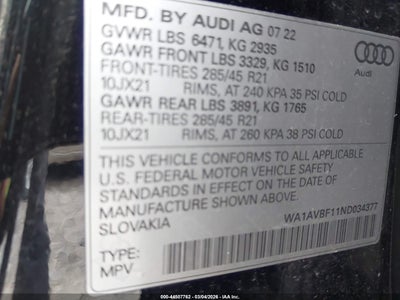 MFD. BY AUDI AG 07 22
GVWR LBS 6471, KG 2935
GAWR FRONT LBS 3329, KG 1510
FRONT-TIRES 285/45 R21
10JX21 RIMS, AT 240 KPA 35 PSI COLD
GAWR REAR LBS 3891, KG 1765
REAR-TIRES 285/45 R21
10JX21 RIMS, AT 260 KPA 38 PSI COLD
Audi
THIS VEHICLE CONFORMS TO ALL APPLICABLE
U.S. FEDERAL MOTOR VEHICLE SAFETY
STANDARDS IN EFFECT ON THE DATE OF
MANUFACTURE SHOWN ABOVE.
SLOVAKIA
WA1AVBF11ND034377
TYPE:
MPV
000-44507762 - 03/04/2026 - IAAI.com